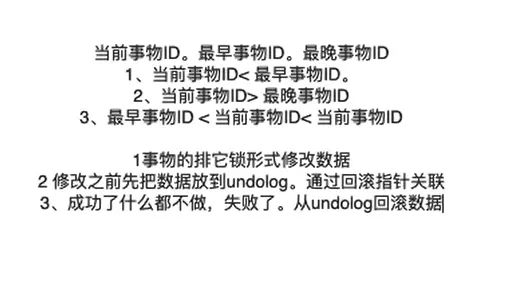 当前事物ID。最早事物ID。最晚事物ID
1、当前事物ID< 最早事物ID。
2、当前事物ID> 最晚事物ID
3、最早事物ID < 当前事物ID< 当前事物ID
1事物的排它锁形式修改数据
2 修改之前先把数据放到undolog。通过回滚指针关联
3、成功了什么都不做，失败了。从undolog回滚数据